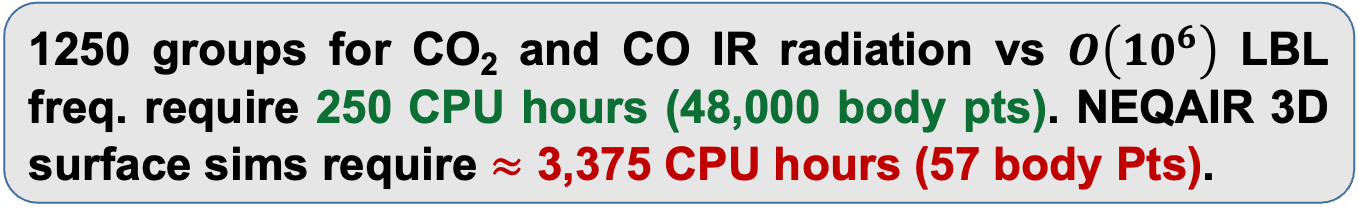 1250 groups for CO₂ and CO IR radiation vs O(10⁶) LBL
freq. require 250 CPU hours (48,000 body pts). NEQAIR 3D
surface sims require ≈ 3,375 CPU hours (57 body Pts).